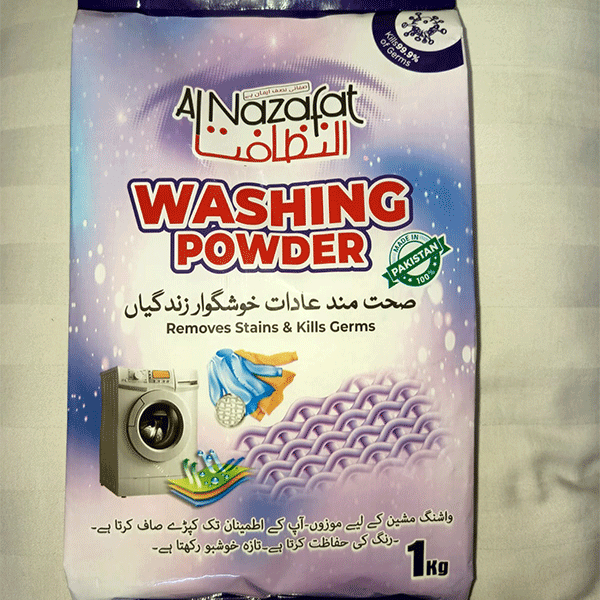 Kills 99.9%
of Germs
صفائی نصف ایمان ہے
Al Nazafat
النظافت
WASHING
POWDER
MADE IN
PAKISTAN
100%
صحت مند عادات خوشگوار زندگیاں
Removes Stains & Kills Germs
واشنگ مشین کے لیے موزوں۔آپ کے اطمینان تک کپڑے صاف کرتا ہے۔
۔رنگ کی حفاظت کرتا ہے۔تازہ خوشبو رکھتا ہے۔
1Kg